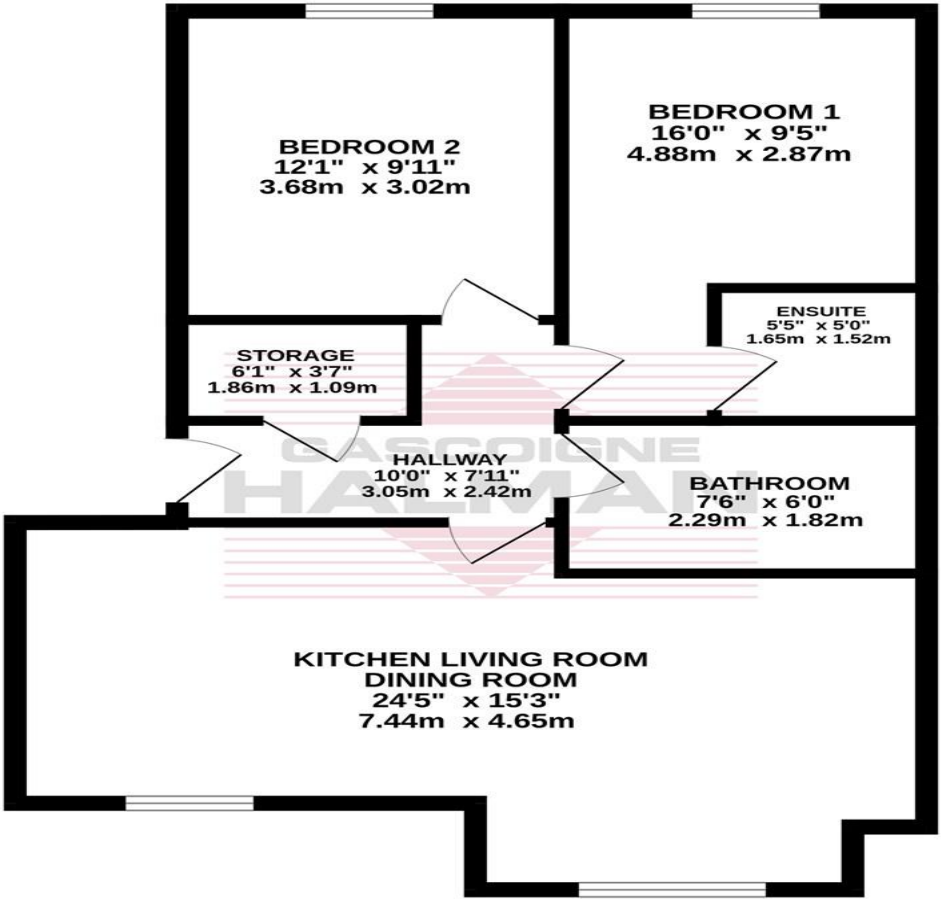 BEDROOM 2
12'1" x 9'11"
3.68m x 3.02m
BEDROOM 1
16'0" x 9'5"
4.88m x 2.87m
ENSUITE
5'5" x 5'0"
1.65m x 1.52m
STORAGE
6'1" x 3'7"
1.86m x 1.09m
GASCOIGNE
HALMAN
HALLWAY
10'0" x 7'11"
3.05m x 2.42m
BATHROOM
7'6" x 6'0"
2.29m x 1.82m
KITCHEN LIVING ROOM
DINING ROOM
24'5" x 15'3"
7.44m x 4.65m